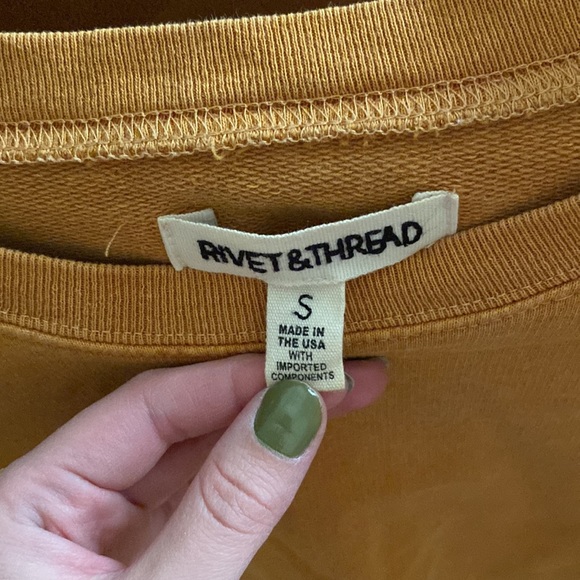 RIVET & THREAD
S
MADE IN
THE USA
WITH
IMPORTED
COMPONENTS